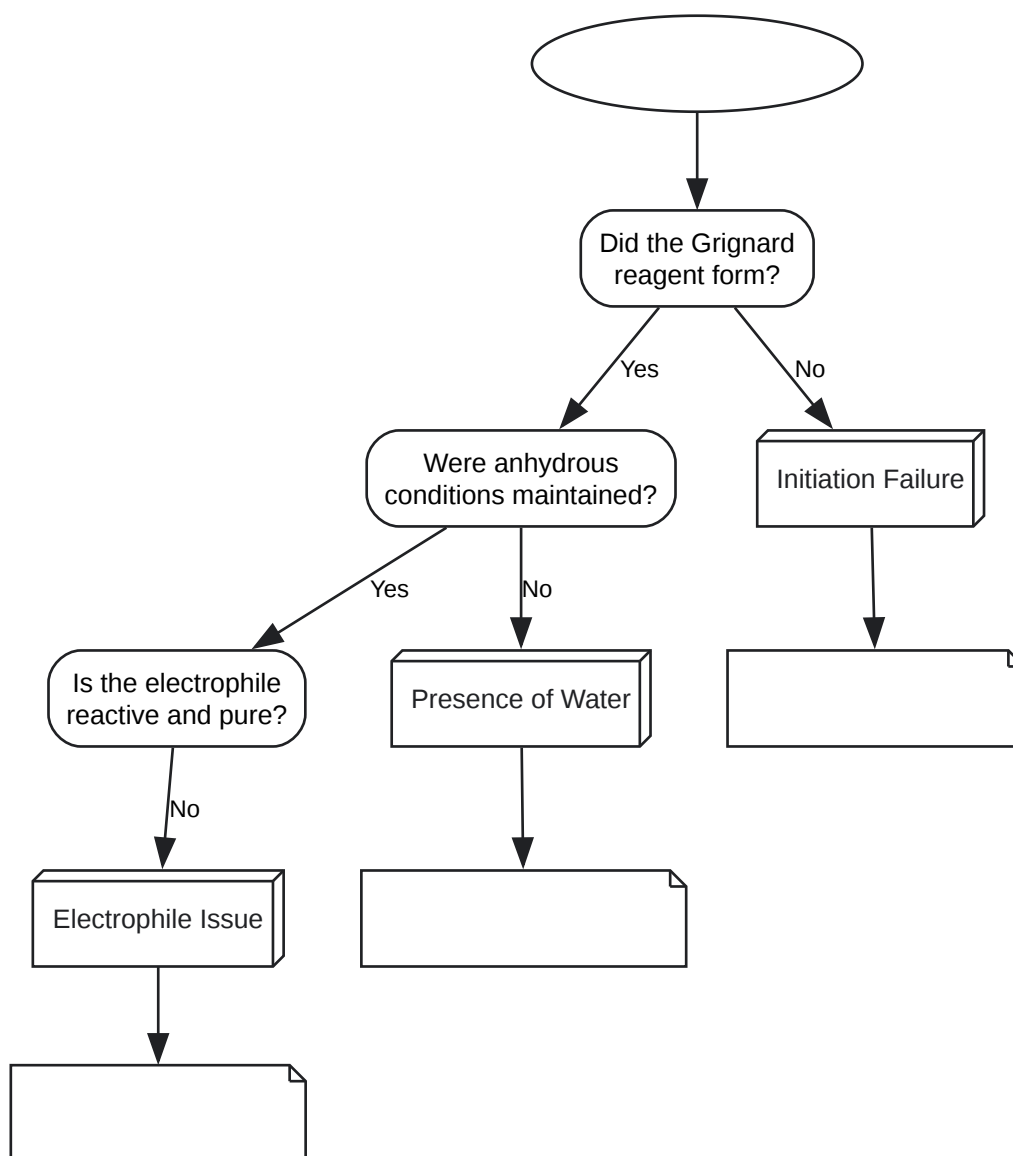 Did the Grignard
reagent form?
Yes
No
Were anhydrous
conditions maintained?
Initiation Failure
Yes
No
Is the electrophile
reactive and pure?
Presence of Water
No
Electrophile Issue